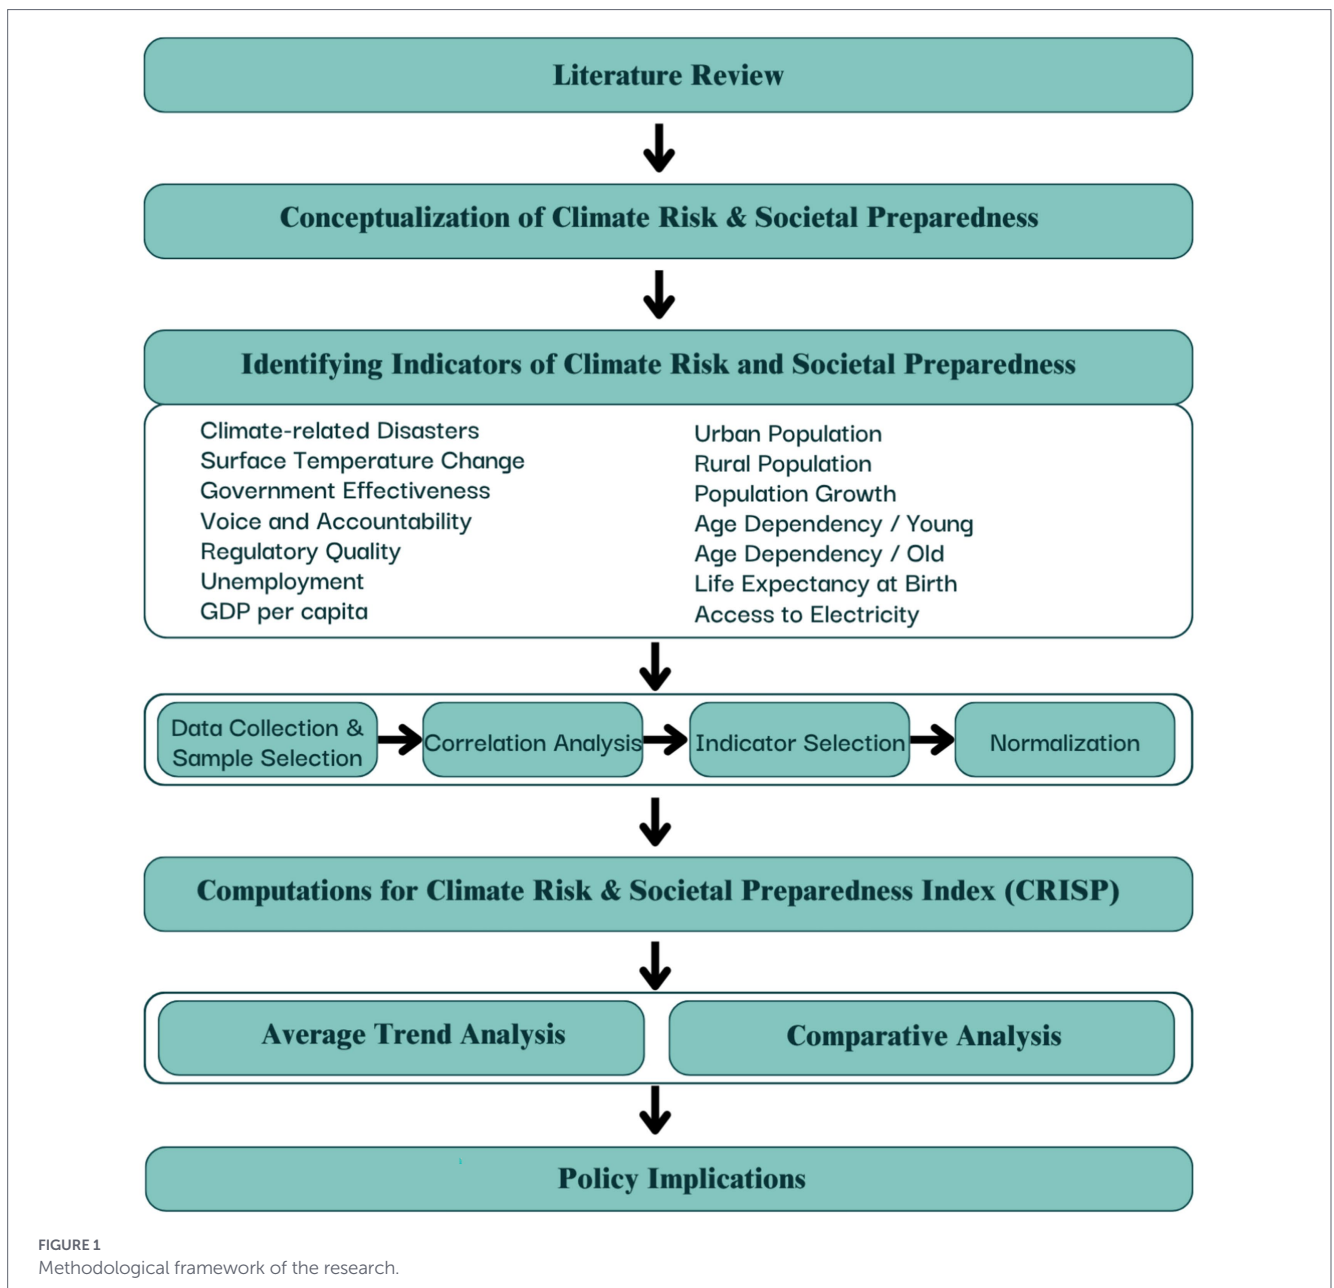 Literature Review
Conceptualization of Climate Risk & Societal Preparedness
Identifying Indicators of Climate Risk and Societal Preparedness
Climate-related Disasters
Surface Temperature Change
Government Effectiveness
Voice and Accountability
Regulatory Quality
Unemployment
GDP per capita
Urban Population
Rural Population
Population Growth
Age Dependency / Young
Age Dependency / Old
Life Expectancy at Birth
Access to Electricity
Data Collection &
Sample Selection
Correlation Analysis
Indicator Selection
Normalization
Computations for Climate Risk & Societal Preparedness Index (CRISP)
Average Trend Analysis
Comparative Analysis
Policy Implications
FIGURE 1
Methodological framework of the research.